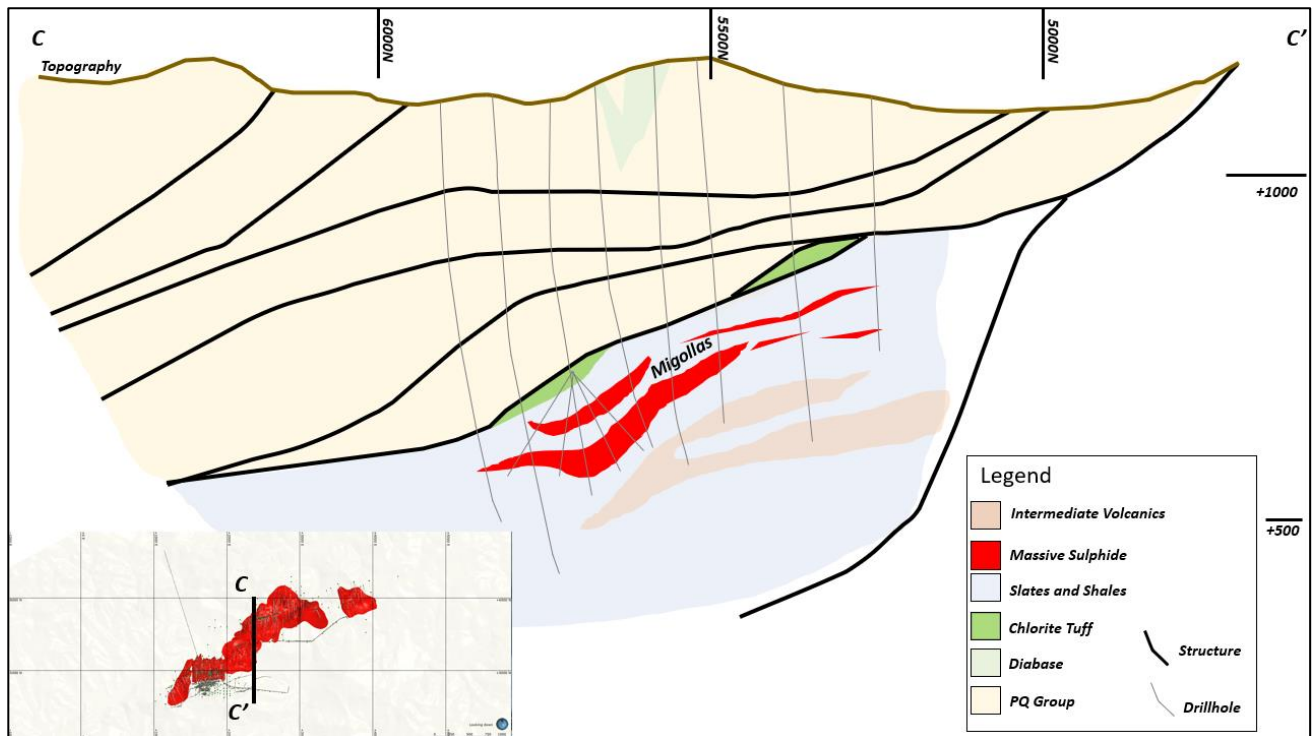 C
6000N
5500N
5000N
C'
Topography
+1000
Migollas
Legend
Intermediate Volcanics
Massive Sulphide
+500
Slates and Shales
Chlorite Tuff
Diabase
Structure
PQ Group
Drillhole
C
C'